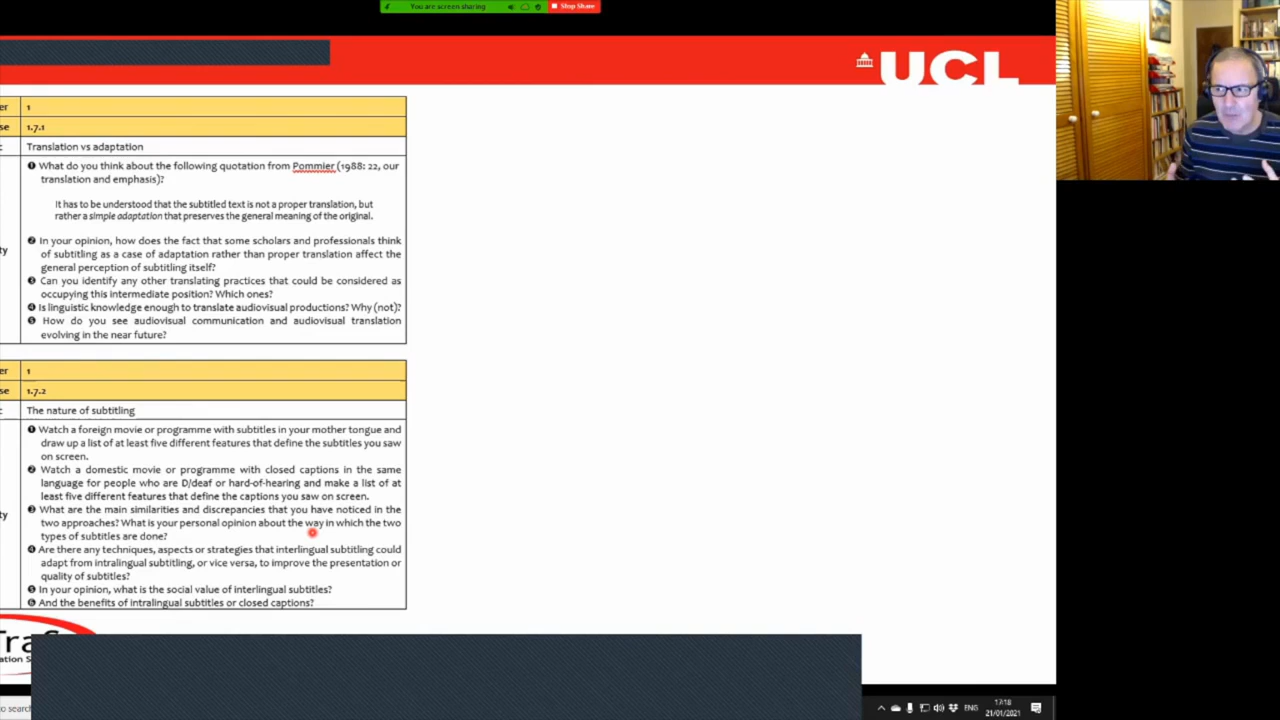 You are screen sharing
Stop Share
UCL
er 1
se 1.7.1
c Translation vs adaptation
❶ What do you think about the following quotation from Pommier (1988: 22, our
translation and emphasis)?
It has to be understood that the subtitled text is not a proper translation, but
rather a simple adaptation that preserves the general meaning of the original.
❷ In your opinion, how does the fact that some scholars and professionals think
of subtitling as a case of adaptation rather than proper translation affect the
ty
general perception of subtitling itself?
❸ Can you identify any other translating practices that could be considered as
occupying this intermediate position? Which ones?
❹ Is linguistic knowledge enough to translate audiovisual productions? Why (not)?
❺ How do you see audiovisual communication and audiovisual translation
evolving in the near future?
er 1
se 1.7.2
c The nature of subtitling
❶ Watch a foreign movie or programme with subtitles in your mother tongue and
draw up a list of at least five different features that define the subtitles you saw
on screen.
❷ Watch a domestic movie or programme with closed captions in the same
language for people who are D/deaf or hard-of-hearing and make a list of at
least five different features that define the captions you saw on screen.
❸ What are the main similarities and discrepancies that you have noticed in the
ty
two approaches? What is your personal opinion about the way in which the two
types of subtitles are done?
❹ Are there any techniques, aspects or strategies that interlingual subtitling could
adapt from intralingual subtitling, or vice versa, to improve the presentation or
quality of subtitles?
❺ In your opinion, what is the social value of interlingual subtitles?
❻ And the benefits of intralingual subtitles or closed captions?
ation S
o search
ENG
17:18
21/01/2021